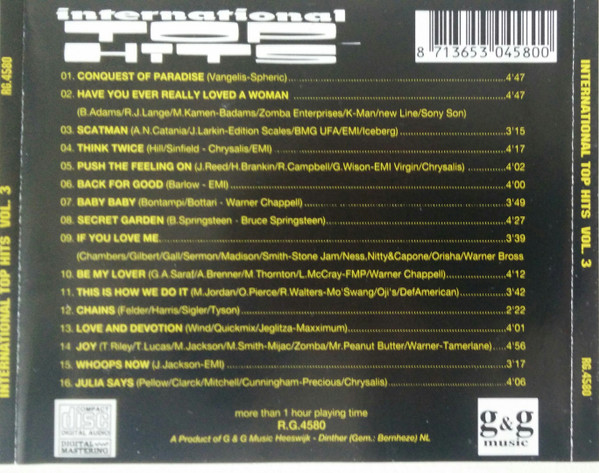 international
TOP
HITS
8 713653 045800
01. CONQUEST OF PARADISE (Vangelis-Spheric) 4'47
02. HAVE YOU EVER REALLY LOVED A WOMAN 4'47
(B.Adams/R.J.Lange/M.Kamen-Badams/Zomba Enterprises/K-Man/new Line/Sony Son)
03. SCATMAN (A.N.Catania/J.Larkin-Edition Scales/BMG UFA/EMI/Iceberg) 3'15
04. THINK TWICE (Hill/Sinfield - Chrysalis/EMI) 4'17
05. PUSH THE FEELING ON (J.Reed/H.Brankin/R.Campbell/G.Wison-EMI Virgin/Chrysalis) 4'02
06. BACK FOR GOOD (Barlow - EMI) 4'00
07. BABY BABY (Bontampi/Bottari - Warner Chappell) 3'49
08. SECRET GARDEN (B.Springsteen - Bruce Springsteen) 4'27
09. IF YOU LOVE ME 3'39
(Chambers/Gilbert/Gall/Sermon/Madison/Smith-Stone Jam/Ness,Nitty&Capone/Orisha/Warner Bross
10. BE MY LOVER (G.A Saraf/A.Brenner/M Thornton/L.McCray-FMP/Warner Chappell) 4'12
11. THIS IS HOW WE DO IT (M.Jordan/O.Pierce/R.Walters-Mo'Swang/Oji's/DefAmerican) 3'42
12. CHAINS (Felder/Harris/Sigler/Tyson) 2'22
13. LOVE AND DEVOTION (Wind/Quickmix/Jeglitza-Maxximum) 4'01
14 JOY (T.Riley/T.Lucas/M.Jackson/M.Smith-Mijac/Zomba/Mr.Peanut Butter/Warner-Tamerlane) 4'56
15. WHOOPS NOW (J.Jackson-EMI) 3'17
16. JULIA SAYS (Pellow/Clarck/Mitchell/Cunningham-Precious/Chrysalis) 4'06
more than 1 hour playing time
R.G.4580
A Product of G & G Music Heeswijk - Dinther (Gem.: Bernheze) NL
COMPACT
disc
DIGITAL AUDIO
DIGITAL
MASTERING
g&g
music
RG.4580
INTERNATIONAL TOP HITS VOL. 3
INTERNATIONAL TOP HITS VOL. 3
RG.4580